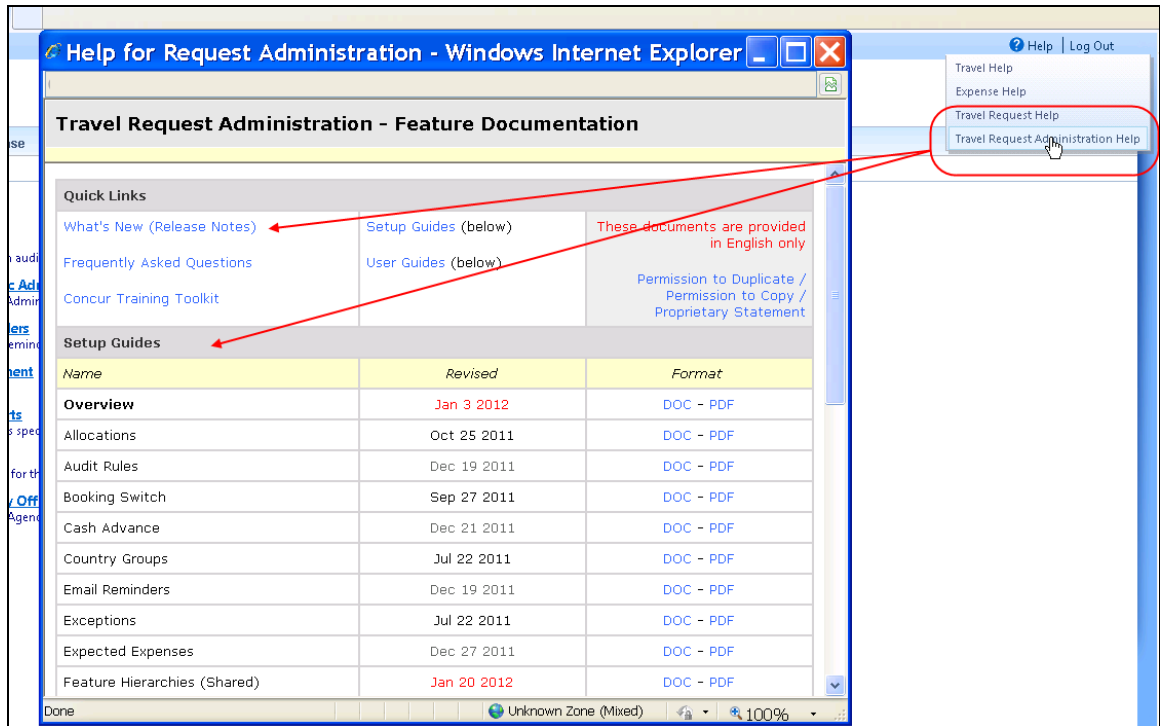 Help for Request Administration - Windows Internet Explorer
Help | Log Out
Travel Help
Expense Help
Travel Request Help
Travel Request Administration Help
Travel Request Administration - Feature Documentation
Quick Links
What's New (Release Notes)
Setup Guides (below)
These documents are provided
in English only
Frequently Asked Questions
User Guides (below)
Concur Training Toolkit
Permission to Duplicate /
Permission to Copy /
Proprietary Statement
Setup Guides
Name Revised Format
Overview Jan 3 2012 DOC - PDF
Allocations Oct 25 2011 DOC - PDF
Audit Rules Dec 19 2011 DOC - PDF
Booking Switch Sep 27 2011 DOC - PDF
Cash Advance Dec 21 2011 DOC - PDF
Country Groups Jul 22 2011 DOC - PDF
Email Reminders Dec 19 2011 DOC - PDF
Exceptions Jul 22 2011 DOC - PDF
Expected Expenses Dec 27 2011 DOC - PDF
Feature Hierarchies (Shared) Jan 20 2012 DOC - PDF
Done Unknown Zone (Mixed) 100%